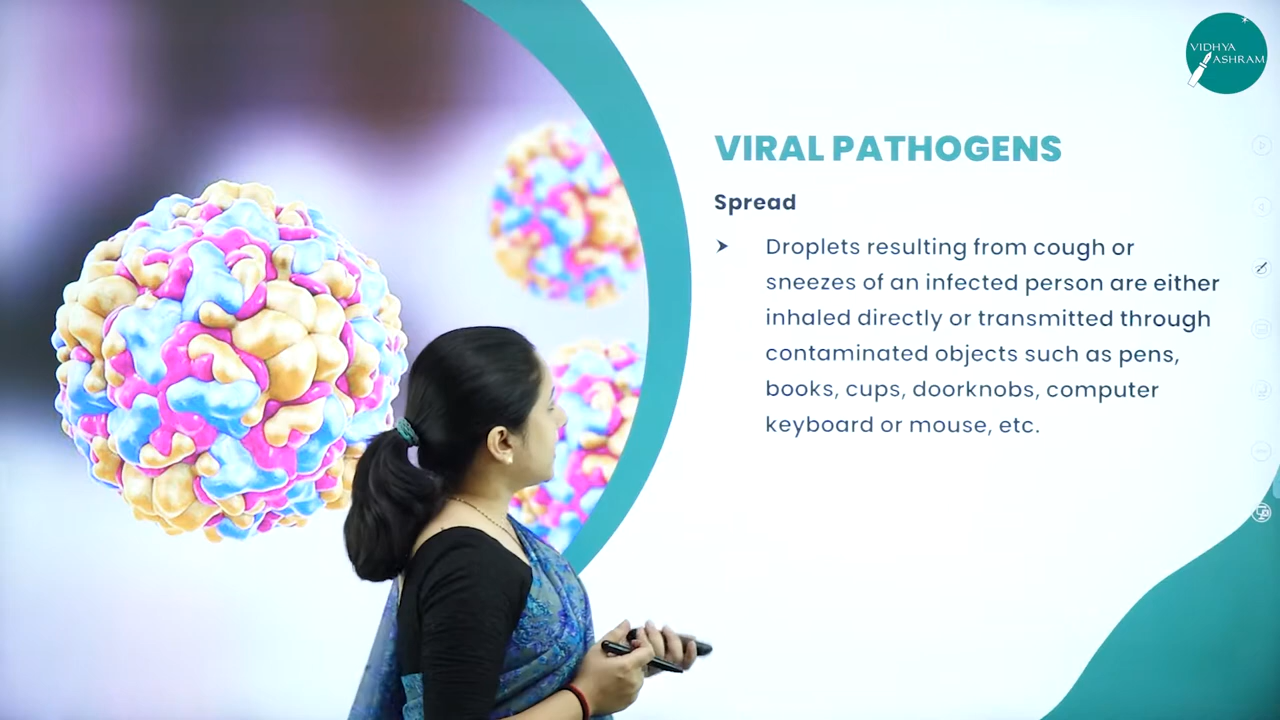 VIDHYA
ASHRAM
VIRAL PATHOGENS
Spread
➤ Droplets resulting from cough or
sneezes of an infected person are either
inhaled directly or transmitted through
contaminated objects such as pens,
books, cups, doorknobs, computer
keyboard or mouse, etc.